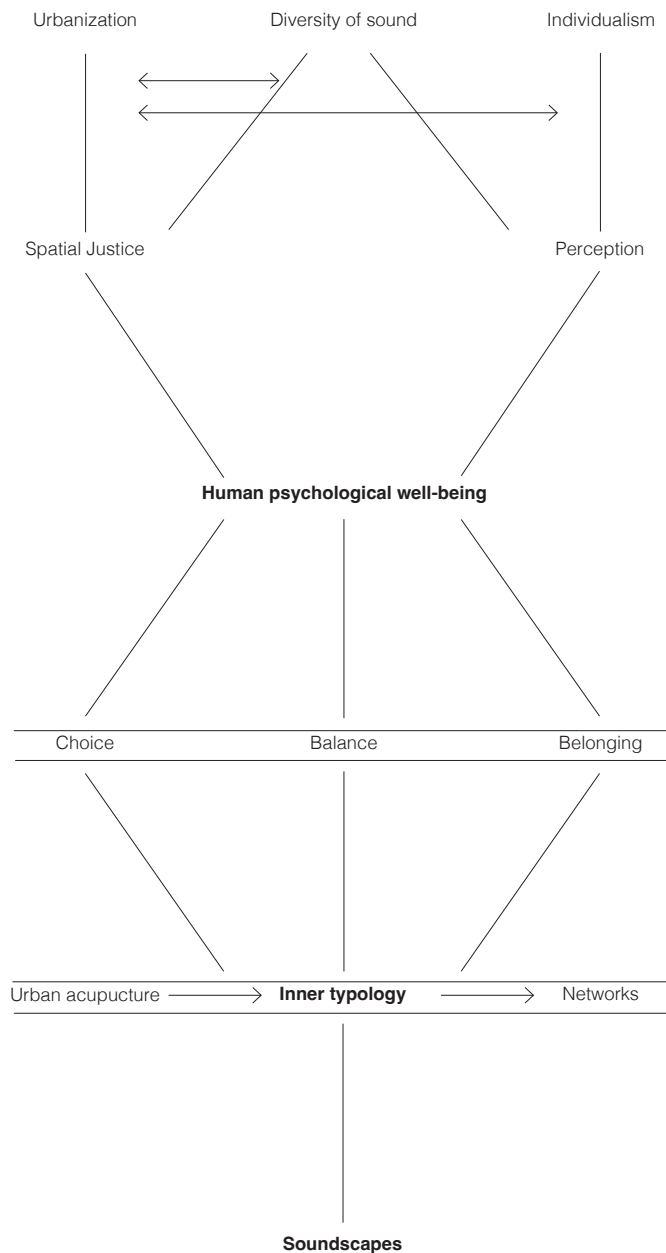 Urbanization
Diversity of sound
Individualism
Spatial Justice
Perception
Human psychological well-being
Choice
Balance
Belonging
Urban acupucture
Inner typology
Networks
Soundscapes